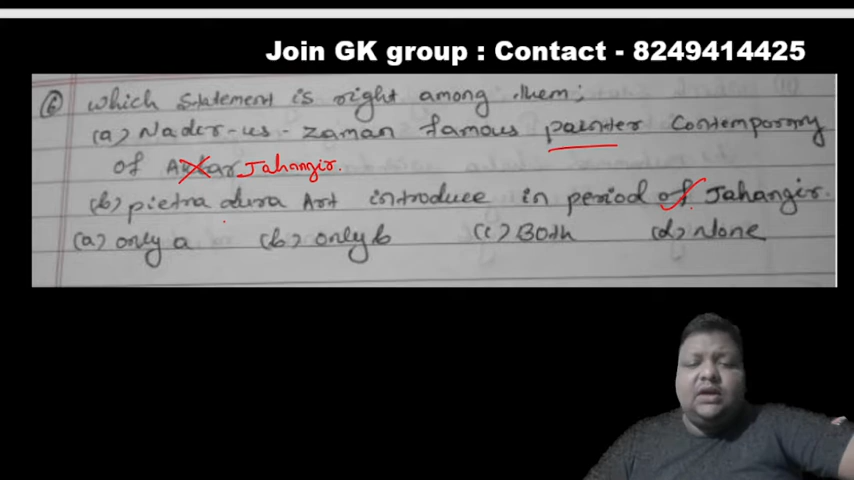 Join GK group : Contact - 8249414425
⑥ which statement is right among them;
(a) Nader-us-Zaman famous painter Contemporary
of Akbar Jahangir.
(b) pietra dura Art introduce in period of Jahangir.
(a) only a (b) only b (c) Both (d) None